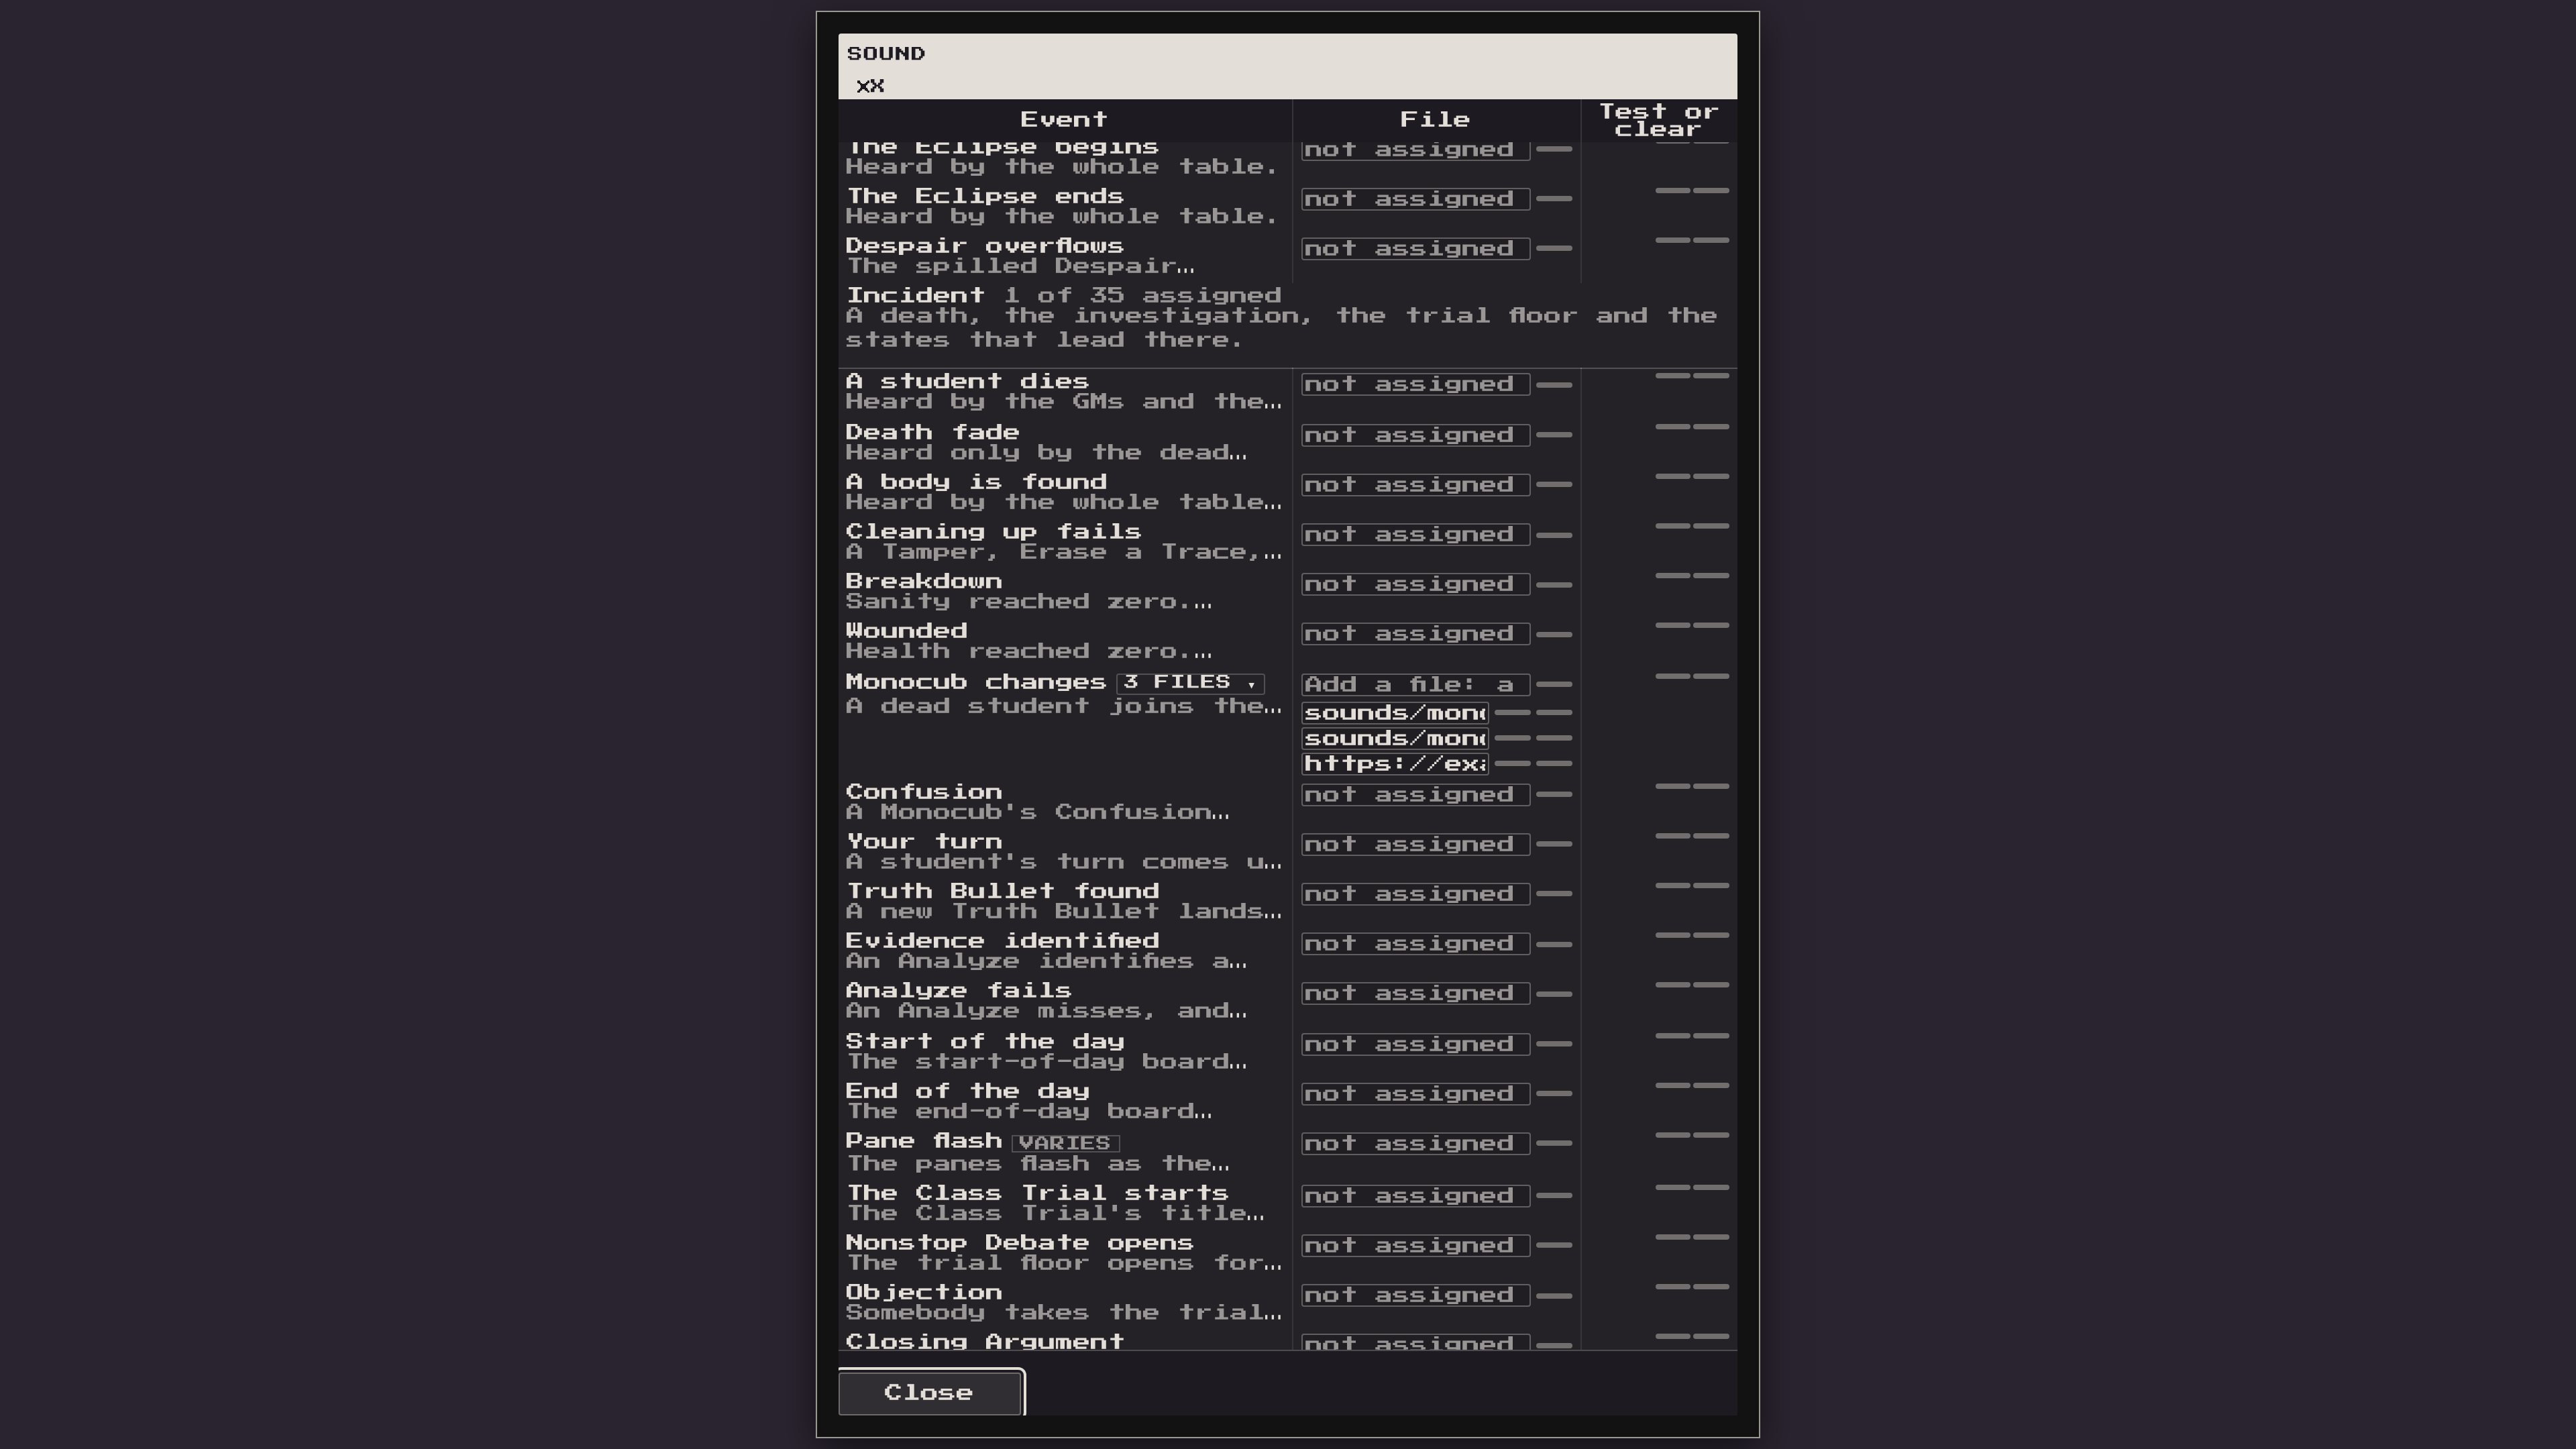 SOUND
xX
Event File Test or clear
The Eclipse begins not assigned
Heard by the whole table.
The Eclipse ends not assigned
Heard by the whole table.
Despair overflows not assigned
The spilled Despair…
Incident 1 of 35 assigned
A death, the investigation, the trial floor and the
states that lead there.
A student dies not assigned
Heard by the GMs and the…
Death fade not assigned
Heard only by the dead…
A body is found not assigned
Heard by the whole table…
Cleaning up fails not assigned
A Tamper, Erase a Trace,…
Breakdown not assigned
Sanity reached zero.…
Wounded not assigned
Health reached zero.…
Monocub changes 3 FILES ▾ Add a file: a
A dead student joins the… sounds/mon
sounds/mon
https://ex
Confusion not assigned
A Monocub's Confusion…
Your turn not assigned
A student's turn comes u…
Truth Bullet found not assigned
A new Truth Bullet lands…
Evidence identified not assigned
An Analyze identifies a…
Analyze fails not assigned
An Analyze misses, and…
Start of the day not assigned
The start-of-day board…
End of the day not assigned
The end-of-day board…
Pane flash VARIES not assigned
The panes flash as the…
The Class Trial starts not assigned
The Class Trial's title…
Nonstop Debate opens not assigned
The trial floor opens for…
Objection not assigned
Somebody takes the trial…
Closing Argument not assigned
Close